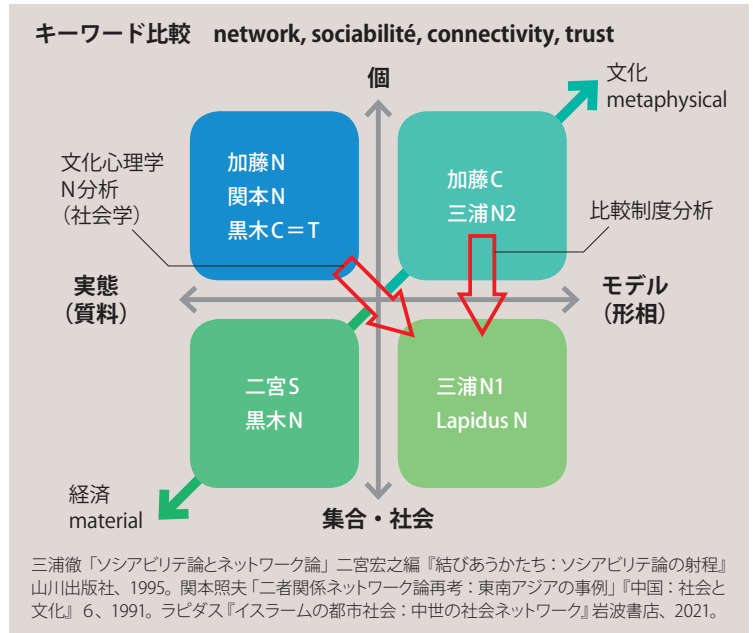 キーワード比較　network, sociabilité, connectivity, trust
個
文化
metaphysical
文化心理学
N分析
（社会学）
加藤N
関本N
黒木C＝T
加藤C
三浦N2
比較制度分析
実態
（質料）
モデル
（形相）
二宮S
黒木N
三浦N1
Lapidus N
経済
material
集合・社会
三浦徹「ソシアビリテ論とネットワーク論」二宮宏之編『結びあうかたち：ソシアビリテ論の射程』
山川出版社、1995。関本照夫「二者関係ネットワーク論再考：東南アジアの事例」『中国：社会と
文化』6、1991。ラピダス『イスラームの都市社会：中世の社会ネットワーク』岩波書店、2021。